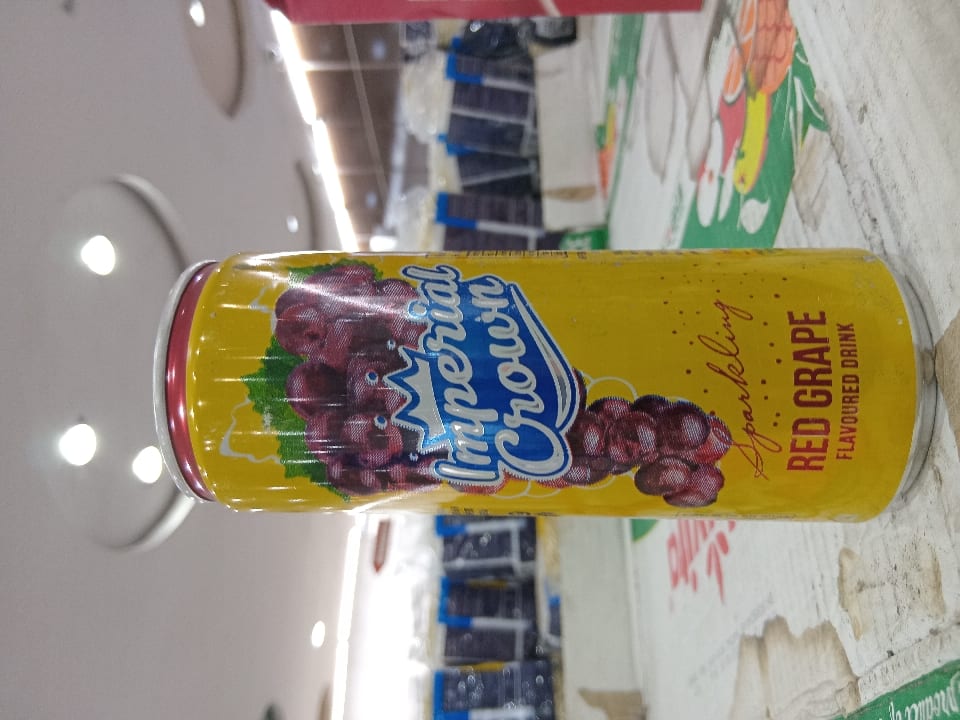 Imperial
Crown
Sparkling
RED GRAPE
FLAVOURED DRINK